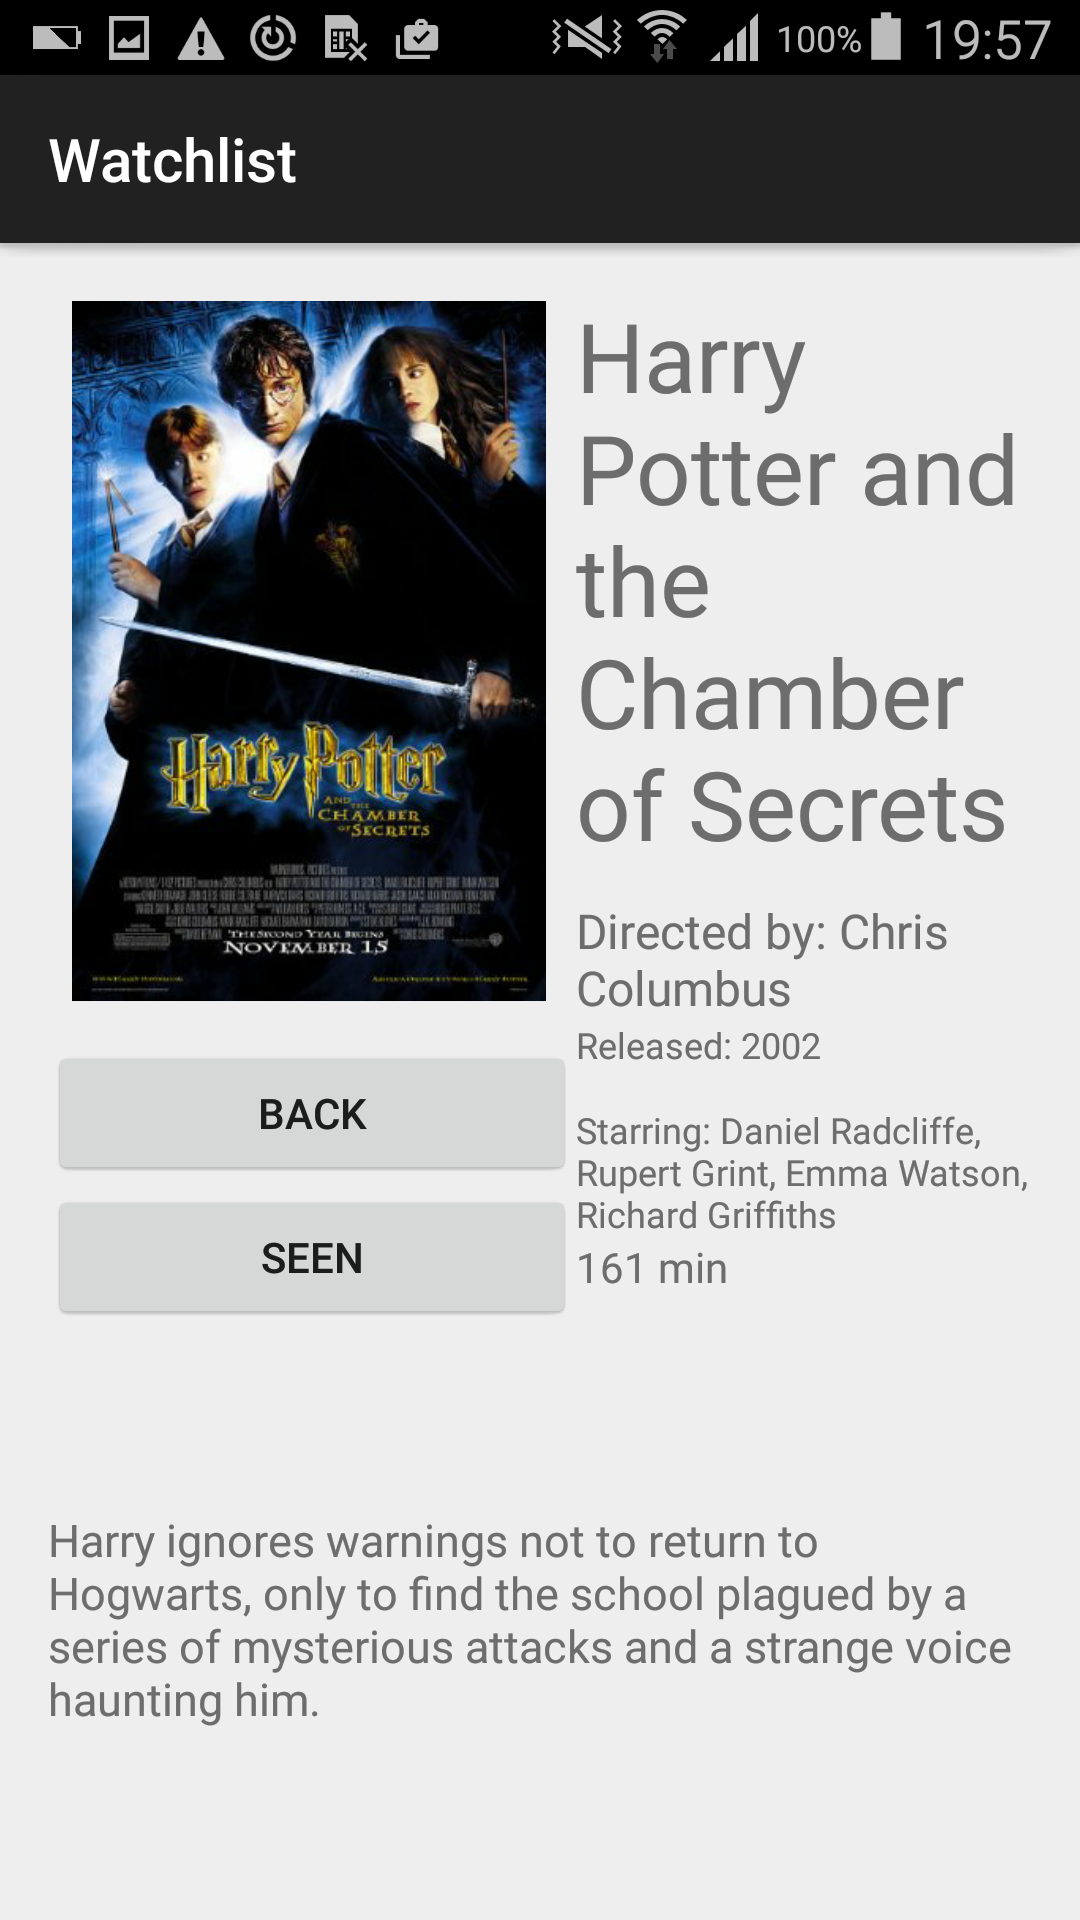 100% 19:57
Watchlist
Harry Potter
AND THE
CHAMBER
OF SECRETS
THE SECOND YEAR BEGINS
NOVEMBER 15
Harry
Potter and
the
Chamber
of Secrets
Directed by: Chris
Columbus
Released: 2002
Starring: Daniel Radcliffe,
Rupert Grint, Emma Watson,
Richard Griffiths
161 min
BACK
SEEN
Harry ignores warnings not to return to
Hogwarts, only to find the school plagued by a
series of mysterious attacks and a strange voice
haunting him.